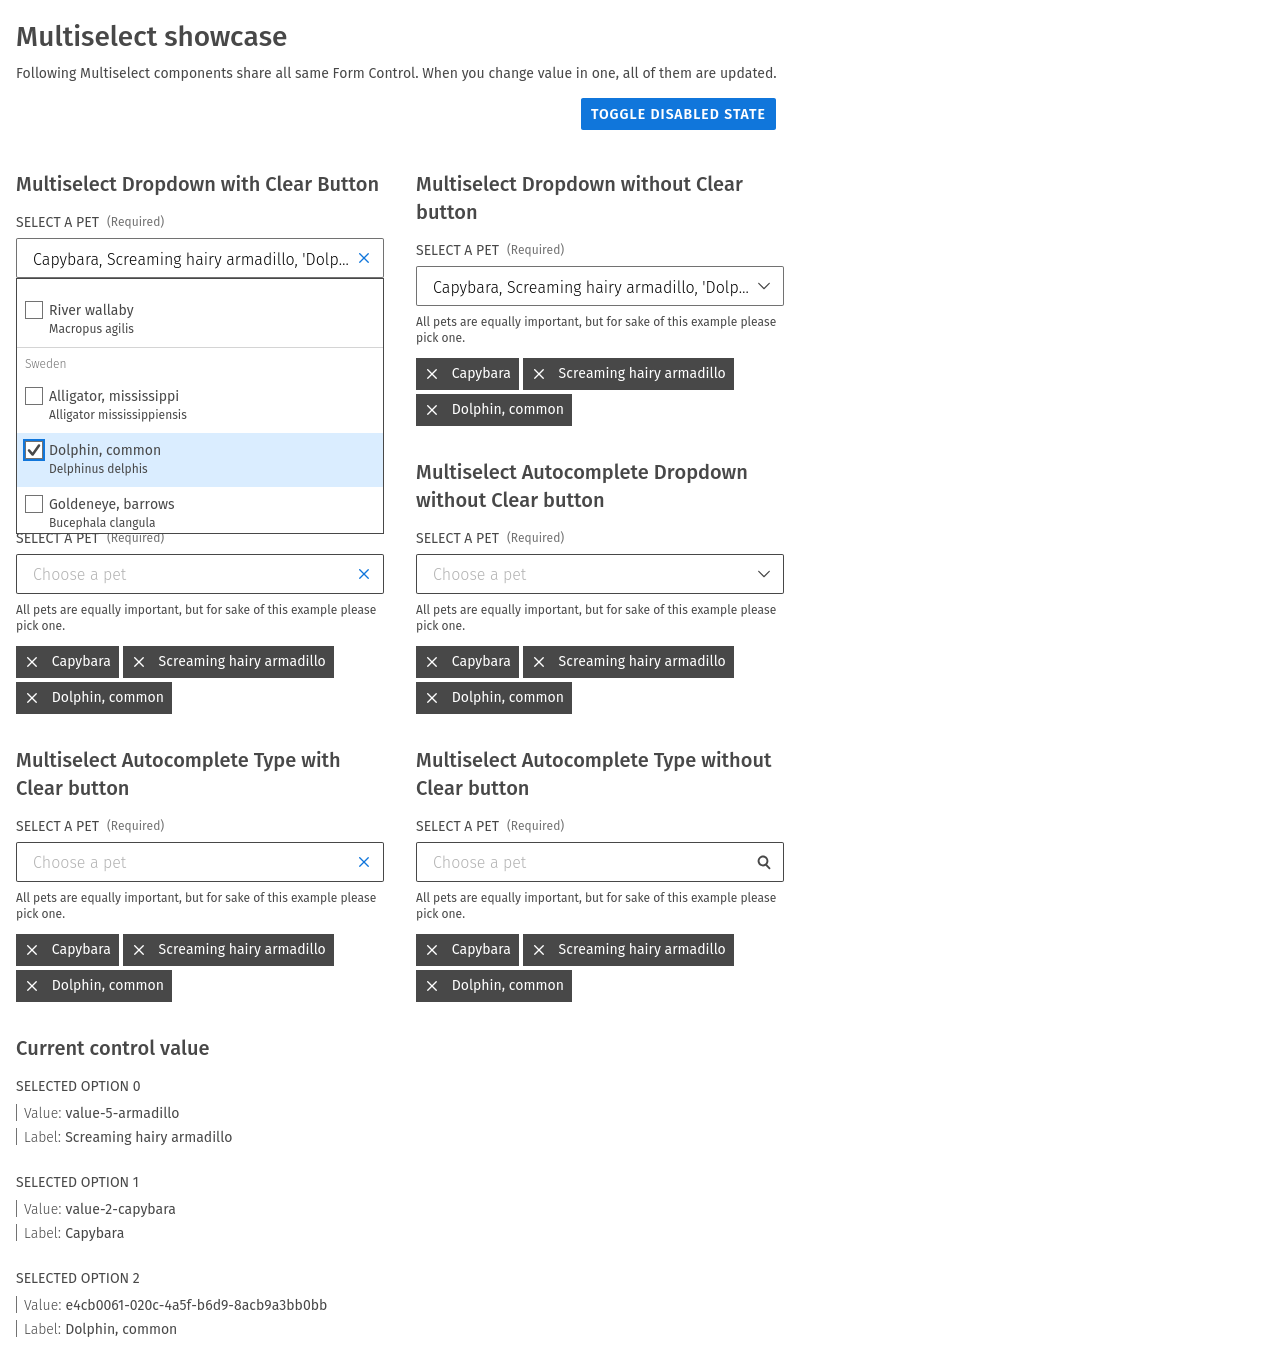 Multiselect showcase
Following Multiselect components share all same Form Control. When you change value in one, all of them are updated.
TOGGLE DISABLED STATE
Multiselect Dropdown with Clear Button
SELECT A PET (Required)
Capybara, Screaming hairy armadillo, 'Dolp...
River wallaby
Macropus agilis
Sweden
Alligator, mississippi
Alligator mississippiensis
Dolphin, common
Delphinus delphis
Goldeneye, barrows
Bucephala clangula
Multiselect Dropdown without Clear
button
SELECT A PET (Required)
Capybara, Screaming hairy armadillo, 'Dolp...
All pets are equally important, but for sake of this example please
pick one.
Capybara
Screaming hairy armadillo
Dolphin, common
SELECT A PET (Required)
Choose a pet
All pets are equally important, but for sake of this example please
pick one.
Capybara
Screaming hairy armadillo
Dolphin, common
Multiselect Autocomplete Dropdown
without Clear button
SELECT A PET (Required)
Choose a pet
All pets are equally important, but for sake of this example please
pick one.
Capybara
Screaming hairy armadillo
Dolphin, common
Multiselect Autocomplete Type with
Clear button
SELECT A PET (Required)
Choose a pet
All pets are equally important, but for sake of this example please
pick one.
Capybara
Screaming hairy armadillo
Dolphin, common
Multiselect Autocomplete Type without
Clear button
SELECT A PET (Required)
Choose a pet
All pets are equally important, but for sake of this example please
pick one.
Capybara
Screaming hairy armadillo
Dolphin, common
Current control value
SELECTED OPTION 0
Value: value-5-armadillo
Label: Screaming hairy armadillo
SELECTED OPTION 1
Value: value-2-capybara
Label: Capybara
SELECTED OPTION 2
Value: e4cb0061-020c-4a5f-b6d9-8acb9a3bb0bb
Label: Dolphin, common